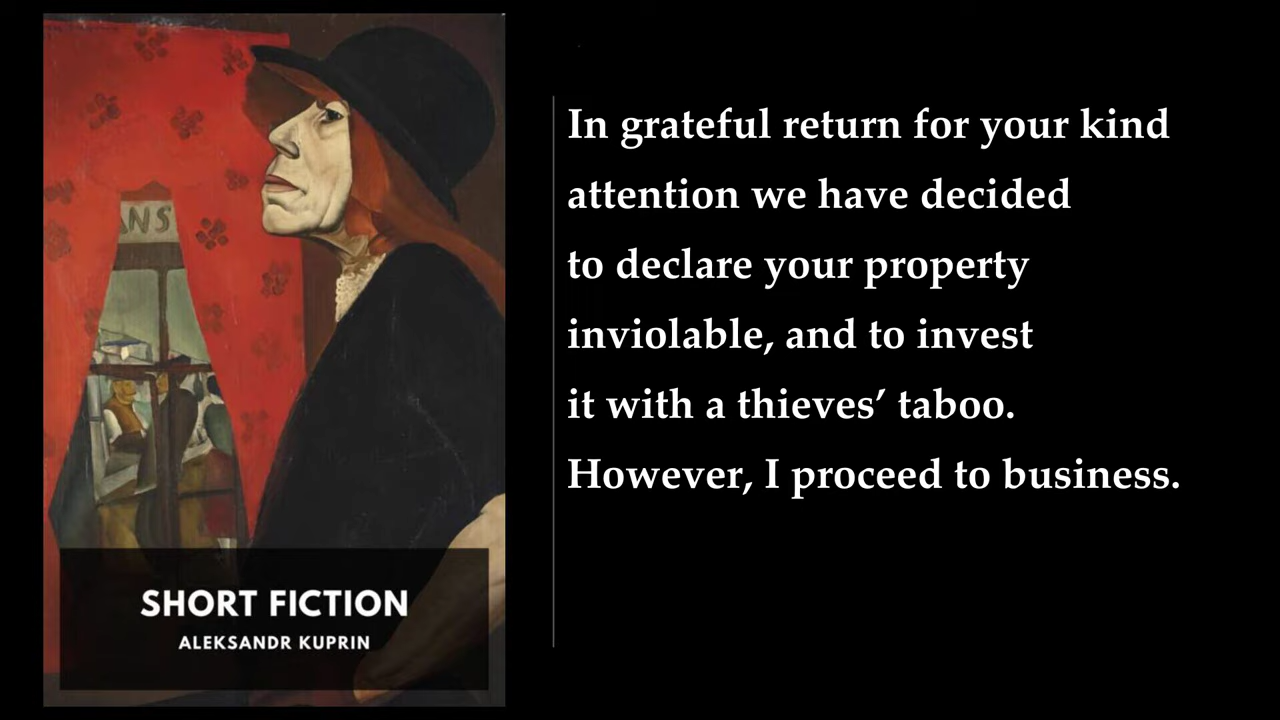 NS
SHORT FICTION
ALEKSANDR KUPRIN
In grateful return for your kind
attention we have decided
to declare your property
inviolable, and to invest
it with a thieves’ taboo.
However, I proceed to business.